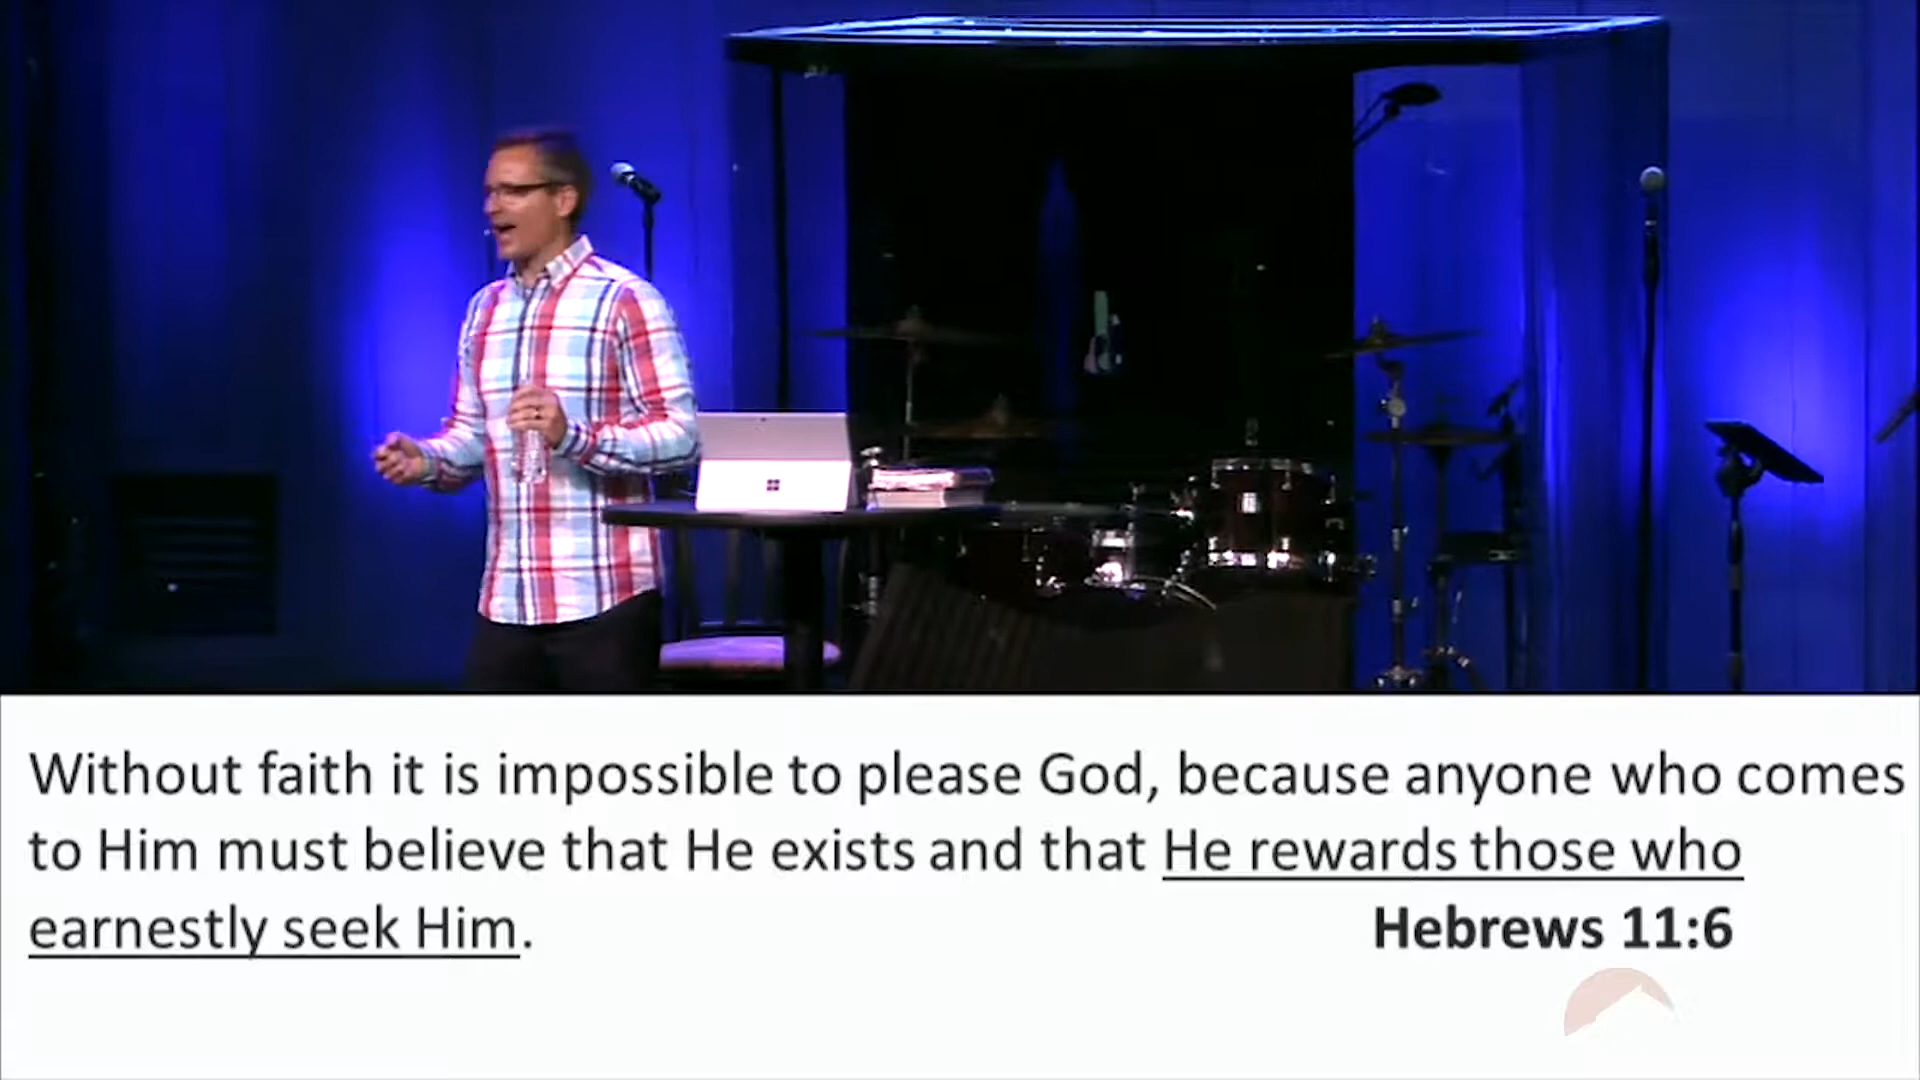 Without faith it is impossible to please God, because anyone who comes
to Him must believe that He exists and that He rewards those who
earnestly seek Him.
Hebrews 11:6